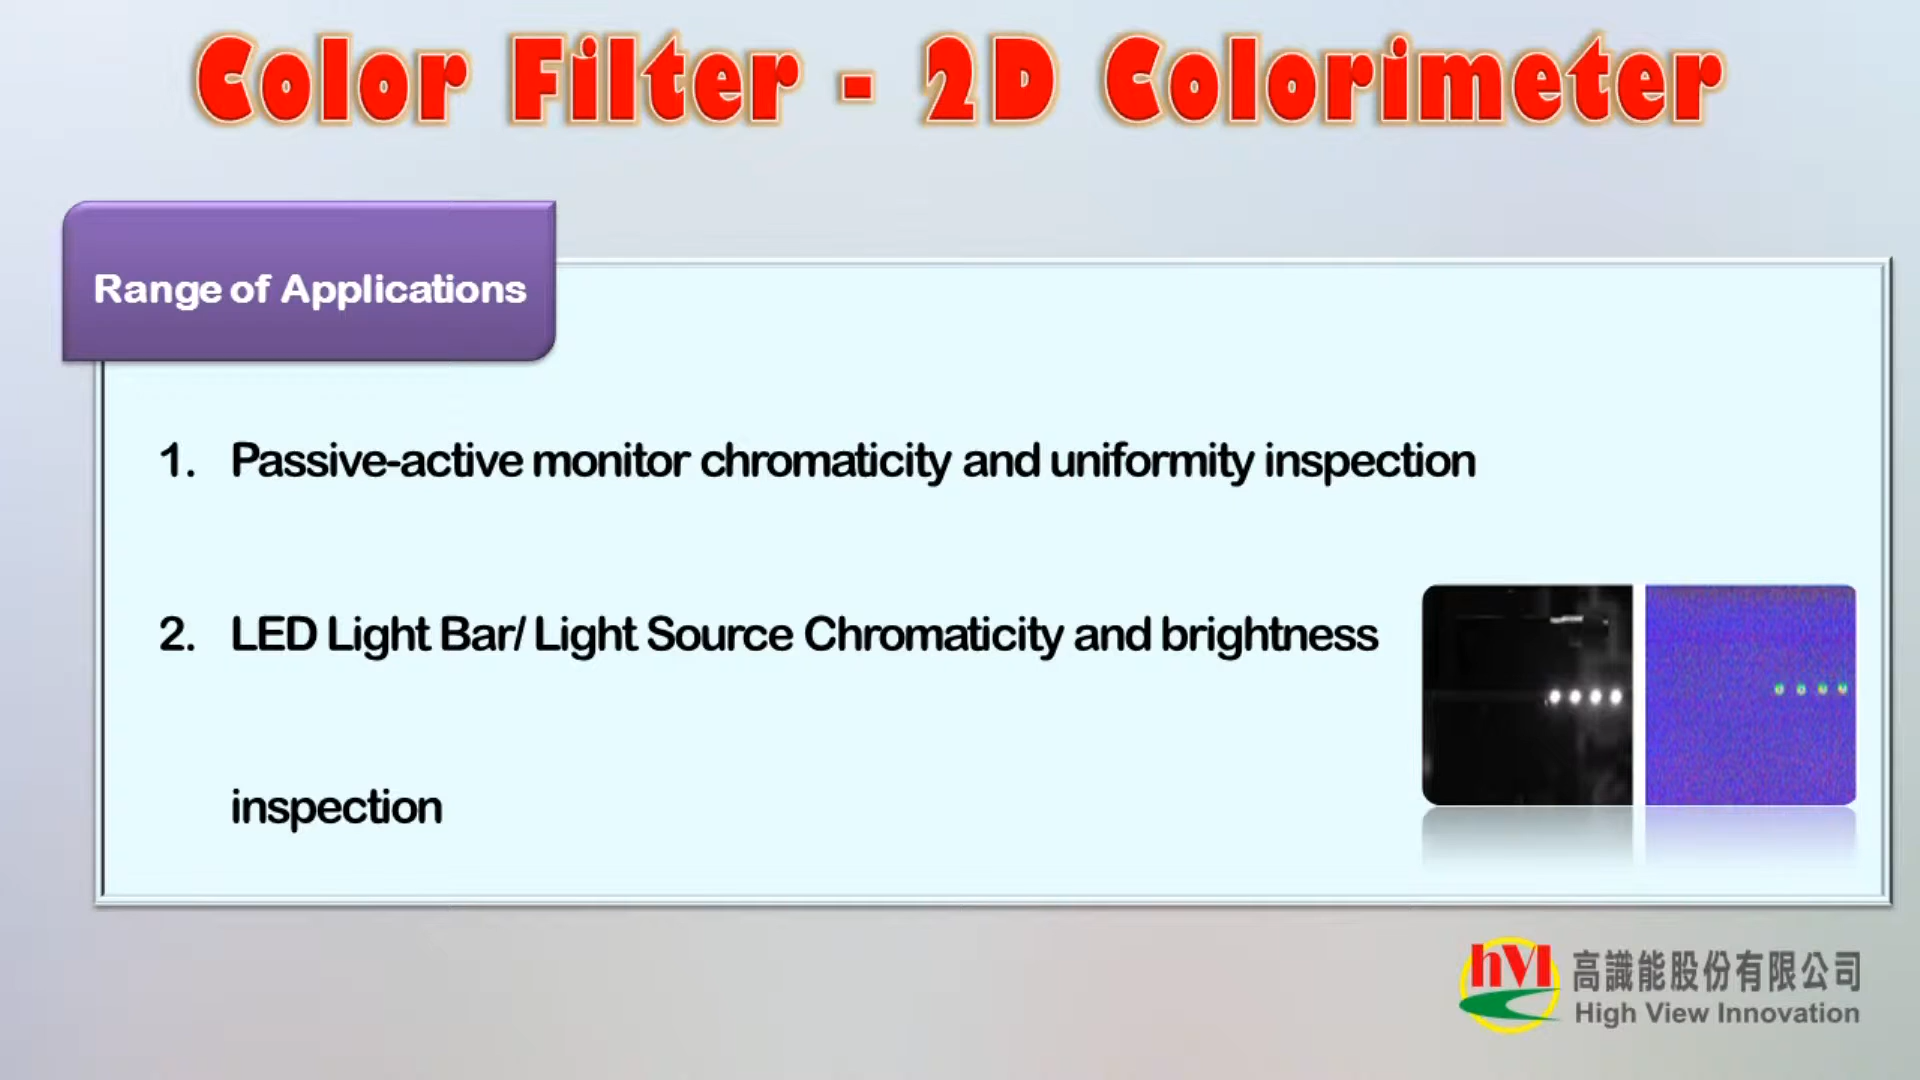 Color Filter - 2D Colorimeter
Range of Applications
1. Passive-active monitor chromaticity and uniformity inspection
2. LED Light Bar/ Light Source Chromaticity and brightness
inspection
hVI
高識能股份有限公司
High View Innovation